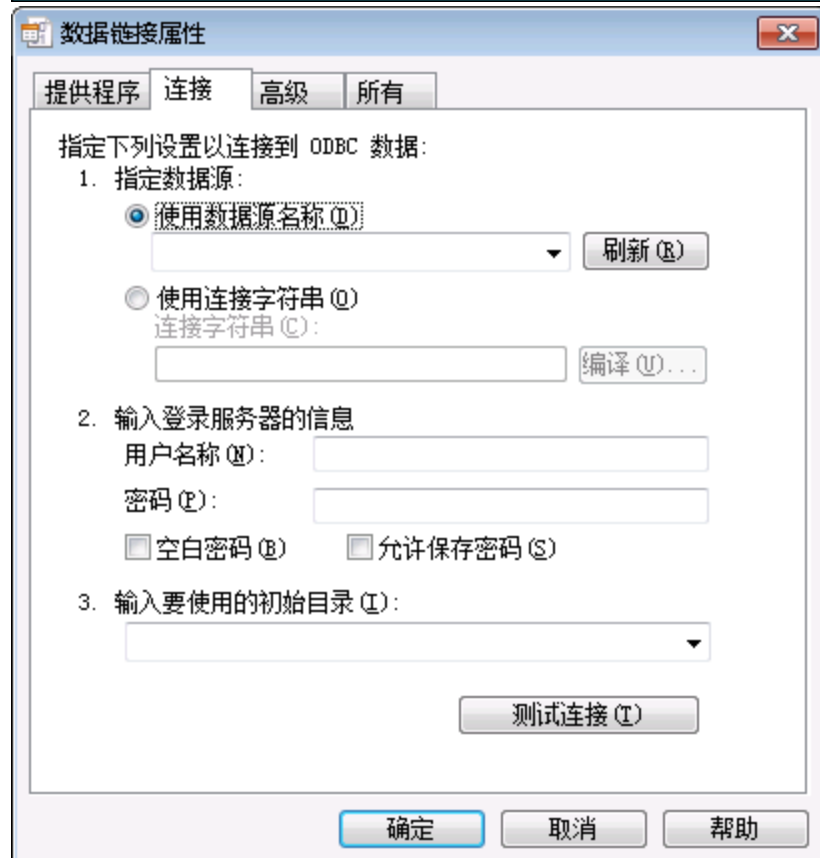 数据链接属性
提供程序 连接 高级 所有
指定下列设置以连接到 ODBC 数据:
1. 指定数据源:
使用数据源名称(D)
刷新(R)
使用连接字符串(O)
连接字符串(C):
编译(U)...
2. 输入登录服务器的信息
用户名称(N):
密码(P):
空白密码(B) 允许保存密码(S)
3. 输入要使用的初始目录(I):
测试连接(T)
确定 取消 帮助